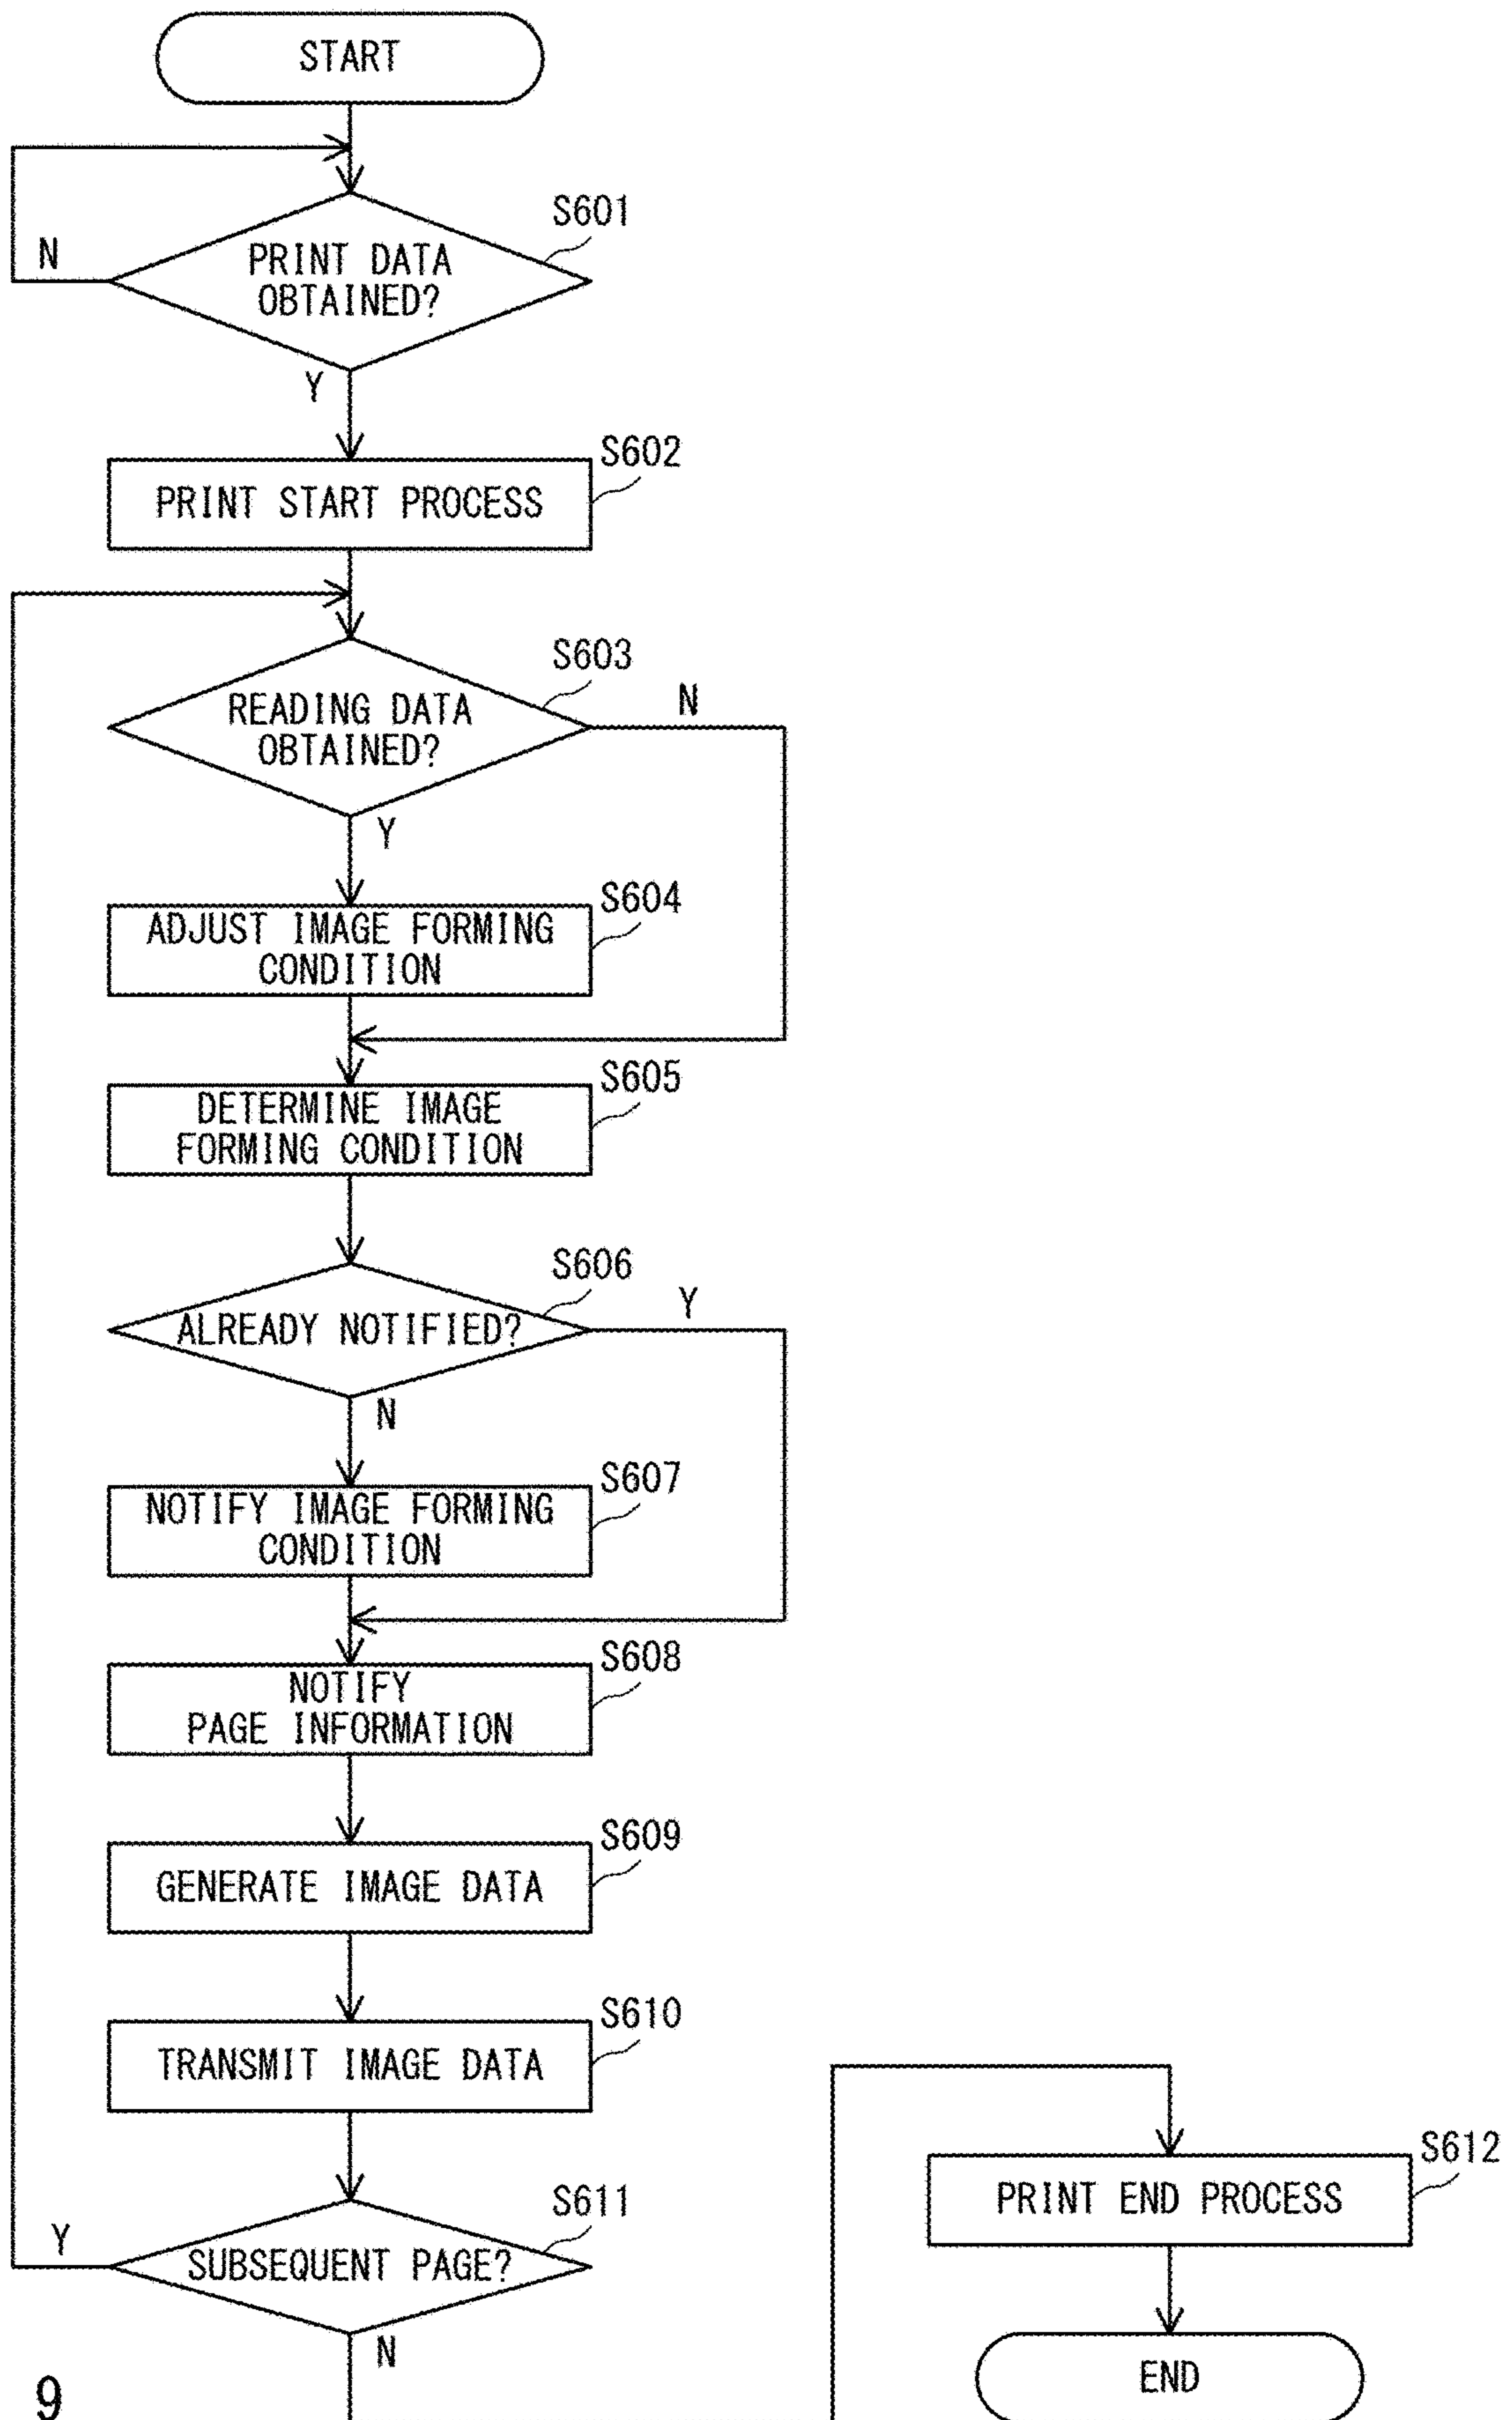 START
S601
N
PRINT DATA
OBTAINED?
Y
S602
PRINT START PROCESS
S603
N
READING DATA
OBTAINED?
Y
S604
ADJUST IMAGE FORMING
CONDITION
S605
DETERMINE IMAGE
FORMING CONDITION
S606
Y
ALREADY NOTIFIED?
N
S607
NOTIFY IMAGE FORMING
CONDITION
S608
NOTIFY
PAGE INFORMATION
S609
GENERATE IMAGE DATA
S610
TRANSMIT IMAGE DATA
S611
Y
SUBSEQUENT PAGE?
N
S612
PRINT END PROCESS
END
9